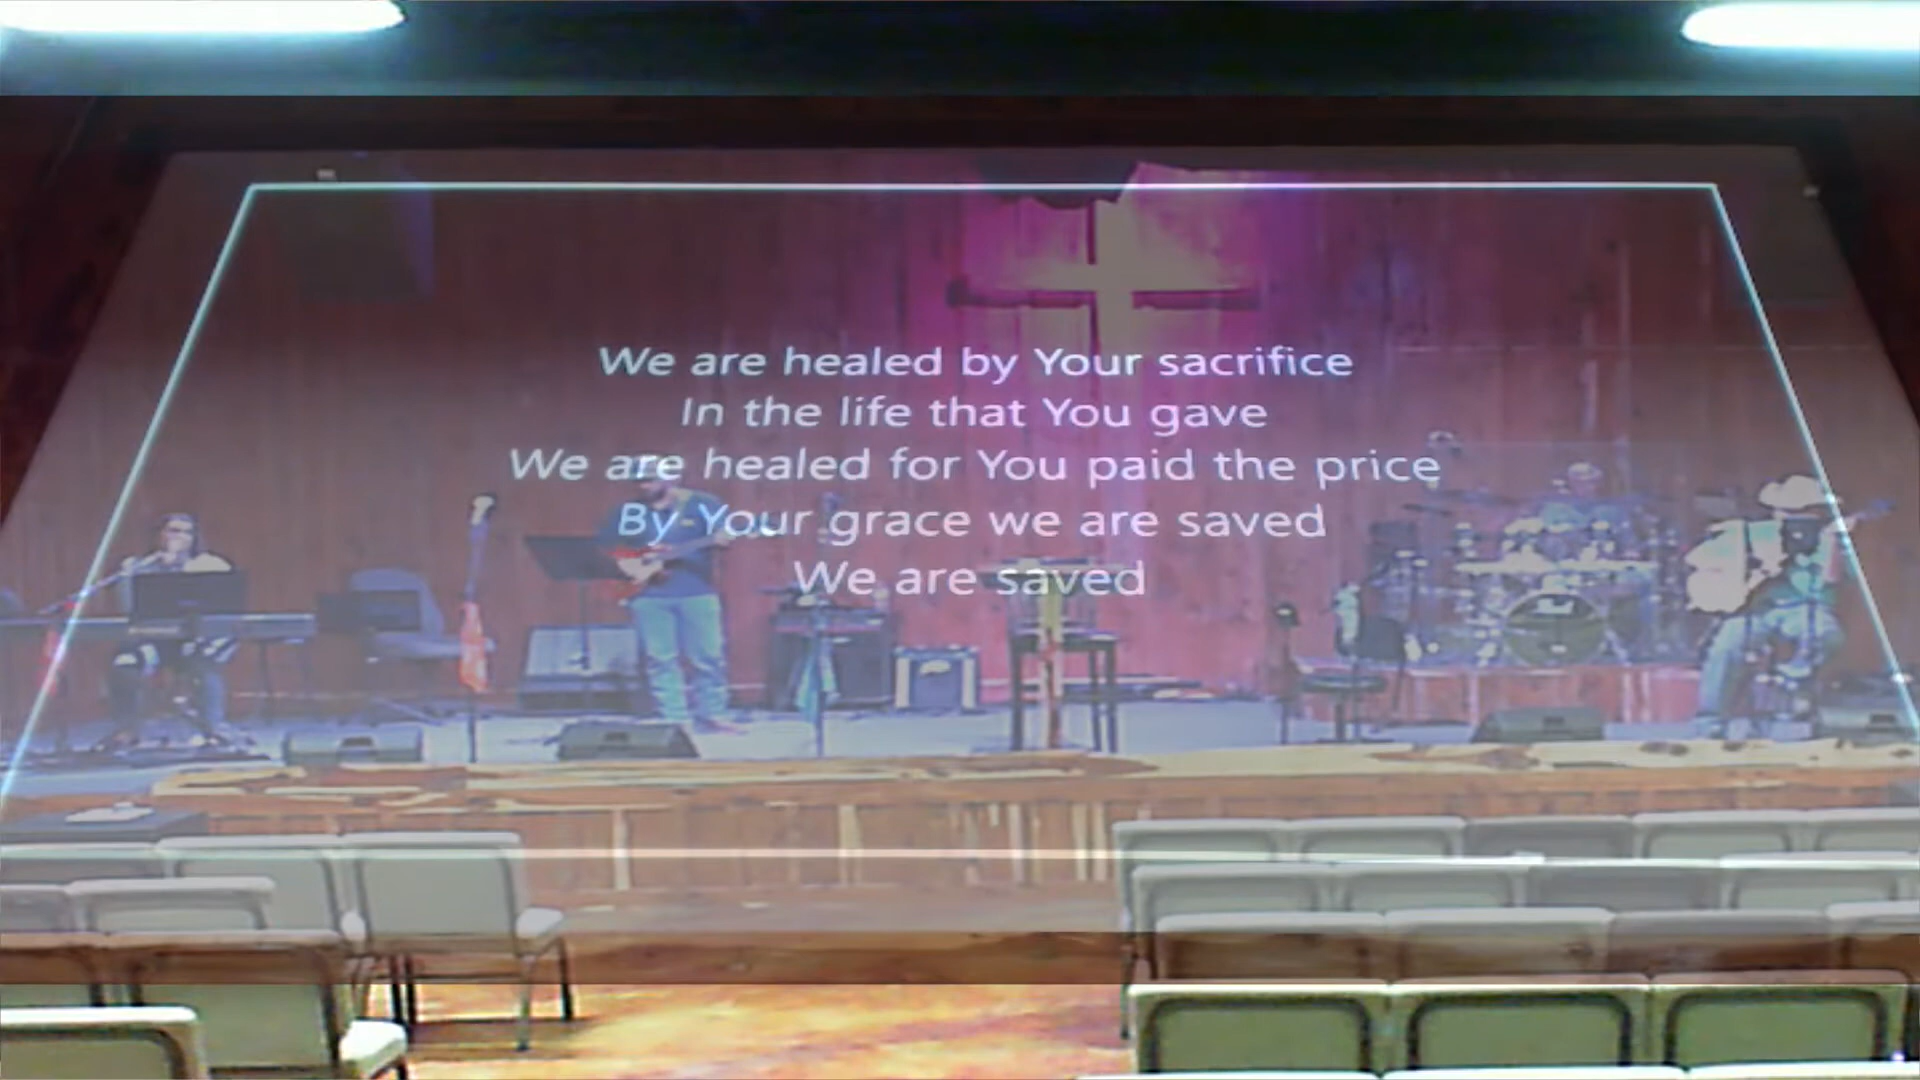 We are healed by Your sacrifice
In the life that You gave
We are healed for You paid the price
By Your grace we are saved
We are saved